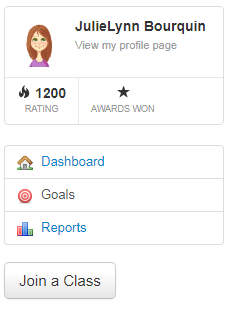 JulieLynn Bourquin
View my profile page
1200
RATING
AWARDS WON
Dashboard
Goals
Reports
Join a Class